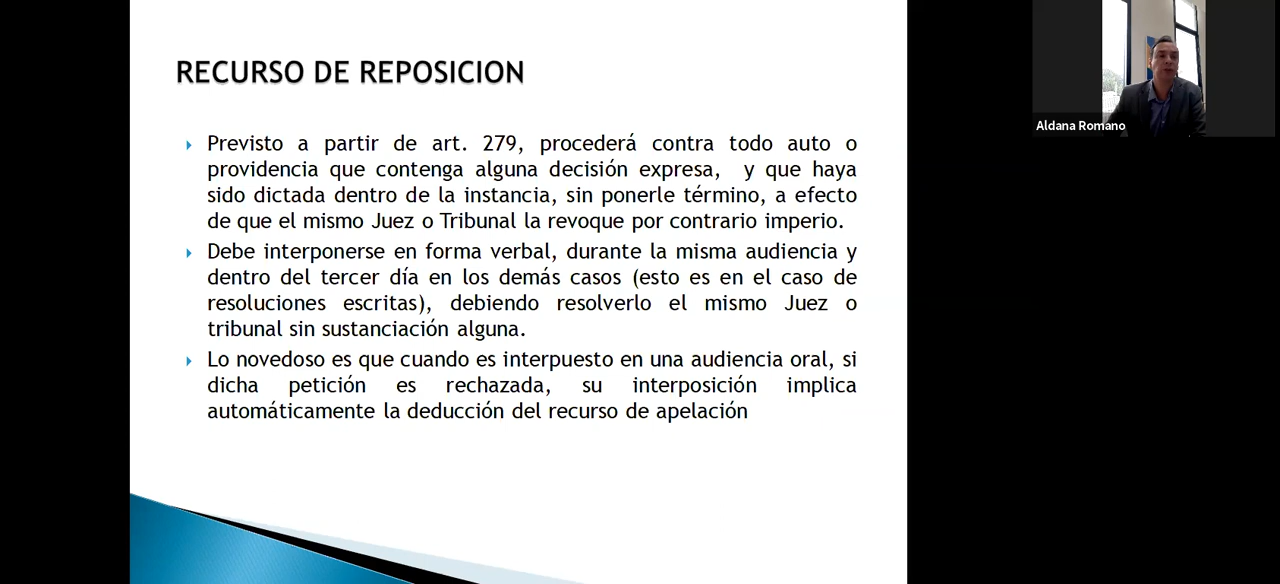 RECURSO DE REPOSICION
Previsto a partir de art. 279, procederá contra todo auto o
providencia que contenga alguna decisión expresa, y que haya
sido dictada dentro de la instancia, sin ponerle término, a efecto
de que el mismo Juez o Tribunal la revoque por contrario imperio.
Debe interponerse en forma verbal, durante la misma audiencia y
dentro del tercer día en los demás casos (esto es en el caso de
resoluciones escritas), debiendo resolverlo el mismo Juez o
tribunal sin sustanciación alguna.
Lo novedoso es que cuando es interpuesto en una audiencia oral, si
dicha petición es rechazada, su interposición implica
automáticamente la deducción del recurso de apelación
Aldana Romano